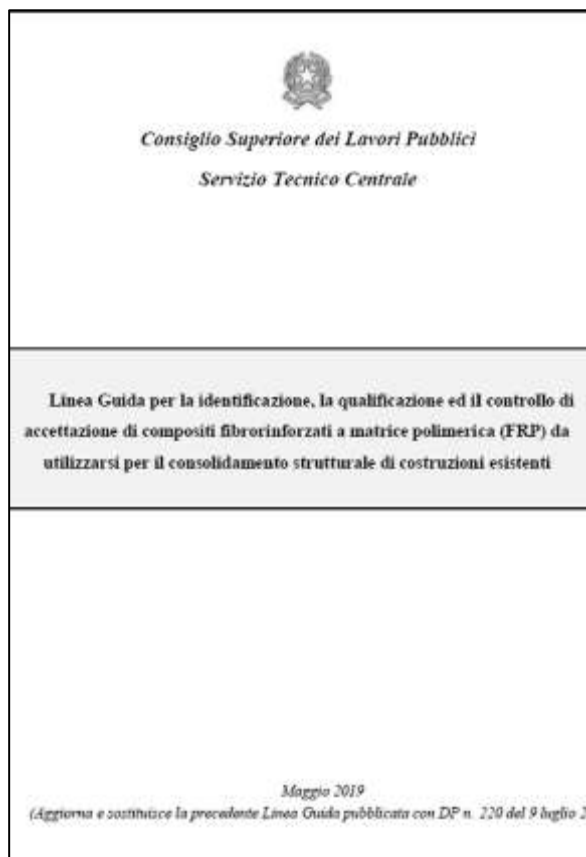 Consiglio Superiore dei Lavori Pubblici
Servizio Tecnico Centrale
Linea Guida per la identificazione, la qualificazione ed il controllo di
accettazione di compositi fibrorinforzati a matrice polimerica (FRP) da
utilizzarsi per il consolidamento strutturale di costruzioni esistenti
Maggio 2019
(Aggiorna e sostituisce la precedente Linea Guida pubblicata con DP n. 220 del 9 luglio 2